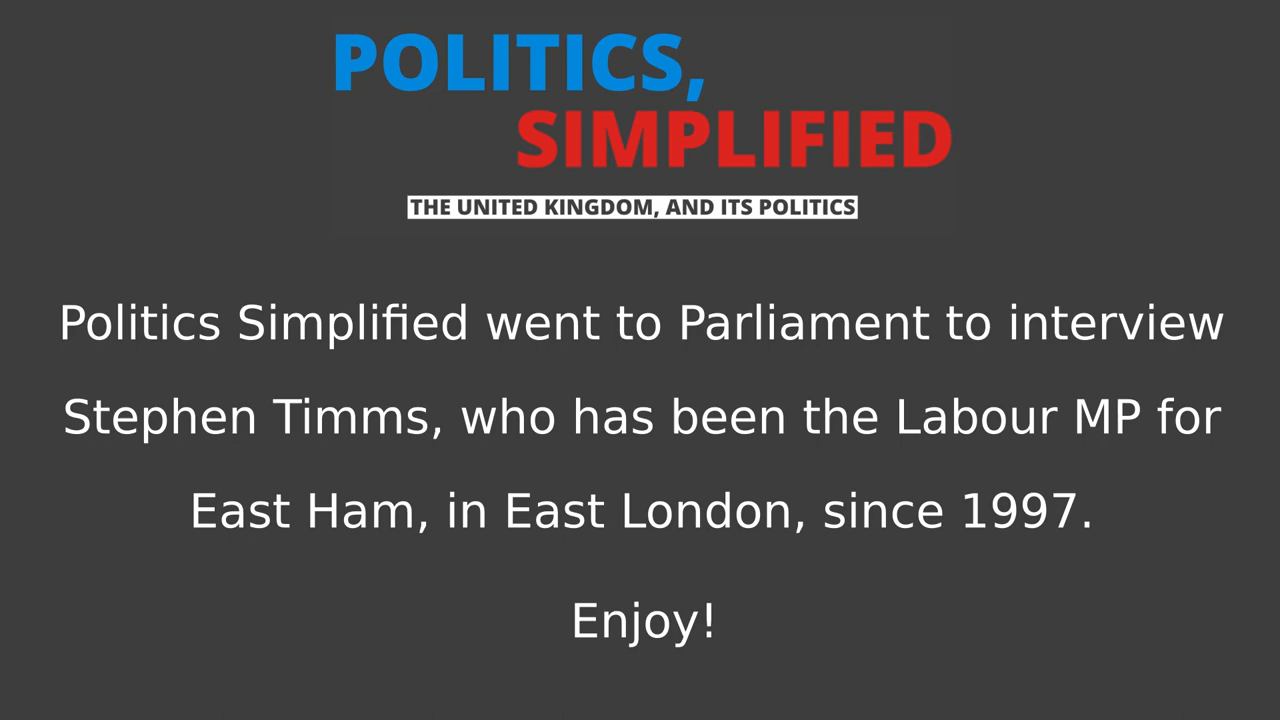 POLITICS,
SIMPLIFIED
THE UNITED KINGDOM, AND ITS POLITICS
Politics Simplified went to Parliament to interview
Stephen Timms, who has been the Labour MP for
East Ham, in East London, since 1997.
Enjoy!